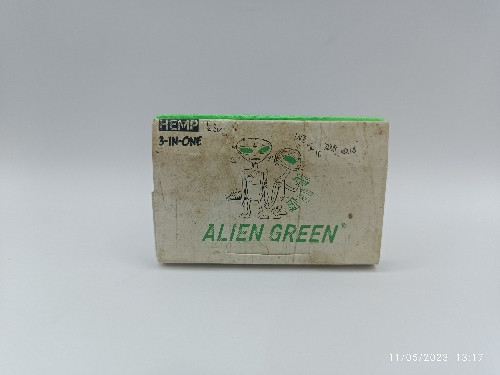 HEMP
3-IN-ONE
ALIEN GREEN®
11/05/2023 13:17